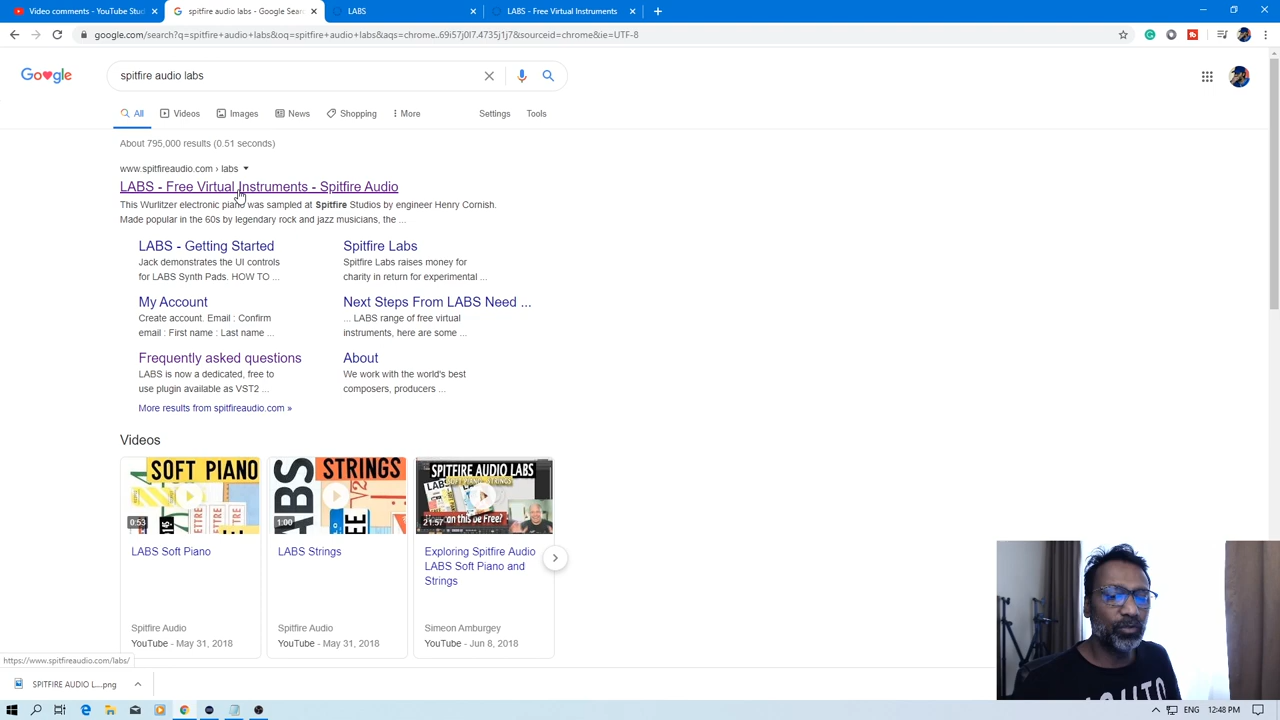 Video comments - YouTube Stud
spitfire audio labs - Google Sear
LABS
LABS - Free Virtual Instruments
google.com/search?q=spitfire+audio+labs&oq=spitfire+audio+labs&aqs=chrome..69i57j0l7.4735j1j7&sourceid=chrome&ie=UTF-8
spitfire audio labs
All
Videos
Images
News
Shopping
More
Settings
Tools
About 795,000 results (0.51 seconds)
www.spitfireaudio.com › labs
LABS - Free Virtual Instruments - Spitfire Audio
This Wurlitzer electronic piano was sampled at Spitfire Studios by engineer Henry Cornish.
Made popular in the 60s by legendary rock and jazz musicians, the ...
LABS - Getting Started
Jack demonstrates the UI controls
for LABS Synth Pads. HOW TO ...
Spitfire Labs
Spitfire Labs raises money for
charity in return for experimental ...
My Account
Create account. Email : Confirm
email : First name : Last name ...
Next Steps From LABS Need ...
... LABS range of free virtual
instruments, here are some ...
Frequently asked questions
LABS is now a dedicated, free to
use plugin available as VST2 ...
About
We work with the world's best
composers, producers ...
More results from spitfireaudio.com »
Videos
SOFT PIANO
0:53
LABS
STRINGS
1:00
SPITFIRE AUDIO LABS
SOFT PIANO - STRINGS
can this be Free?
21:57
LABS Soft Piano
LABS Strings
Exploring Spitfire Audio
LABS Soft Piano and
Strings
Spitfire Audio
YouTube - May 31, 2018
Spitfire Audio
YouTube - May 31, 2018
Simeon Amburgey
YouTube - Jun 8, 2018
https://www.spitfireaudio.com/labs/
SPITFIRE AUDIO L....png
ENG
12:48 PM